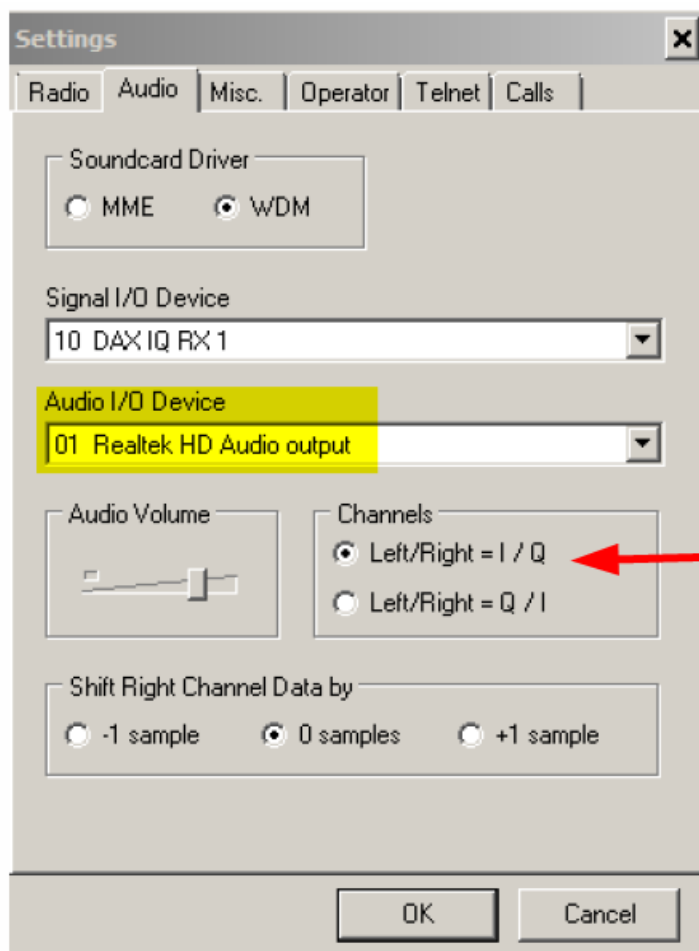 Settings
Radio Audio Misc. Operator Telnet Calls
Soundcard Driver
MME WDM
Signal I/O Device
10 DAX IQ RX 1
Audio I/O Device
01 Realtek HD Audio output
Audio Volume
Channels
Left/Right = I / Q
Left/Right = Q / I
Shift Right Channel Data by
-1 sample 0 samples +1 sample
OK Cancel